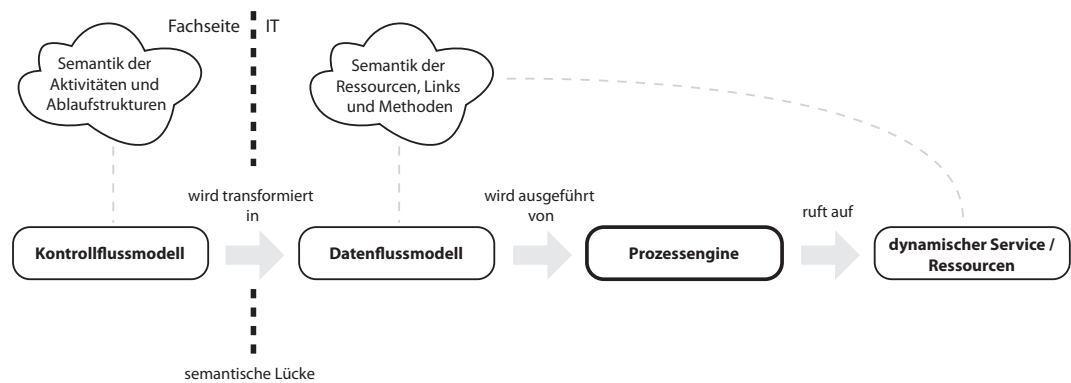 Fachseite
IT
Semantik der
Aktivitäten und
Ablaufstrukturen
Semantik der
Ressourcen, Links
und Methoden
wird transformiert
in
wird ausgeführt
von
ruft auf
Kontrollflussmodell
Datenflussmodell
Prozessengine
dynamischer Service /
Ressourcen
semantische Lücke